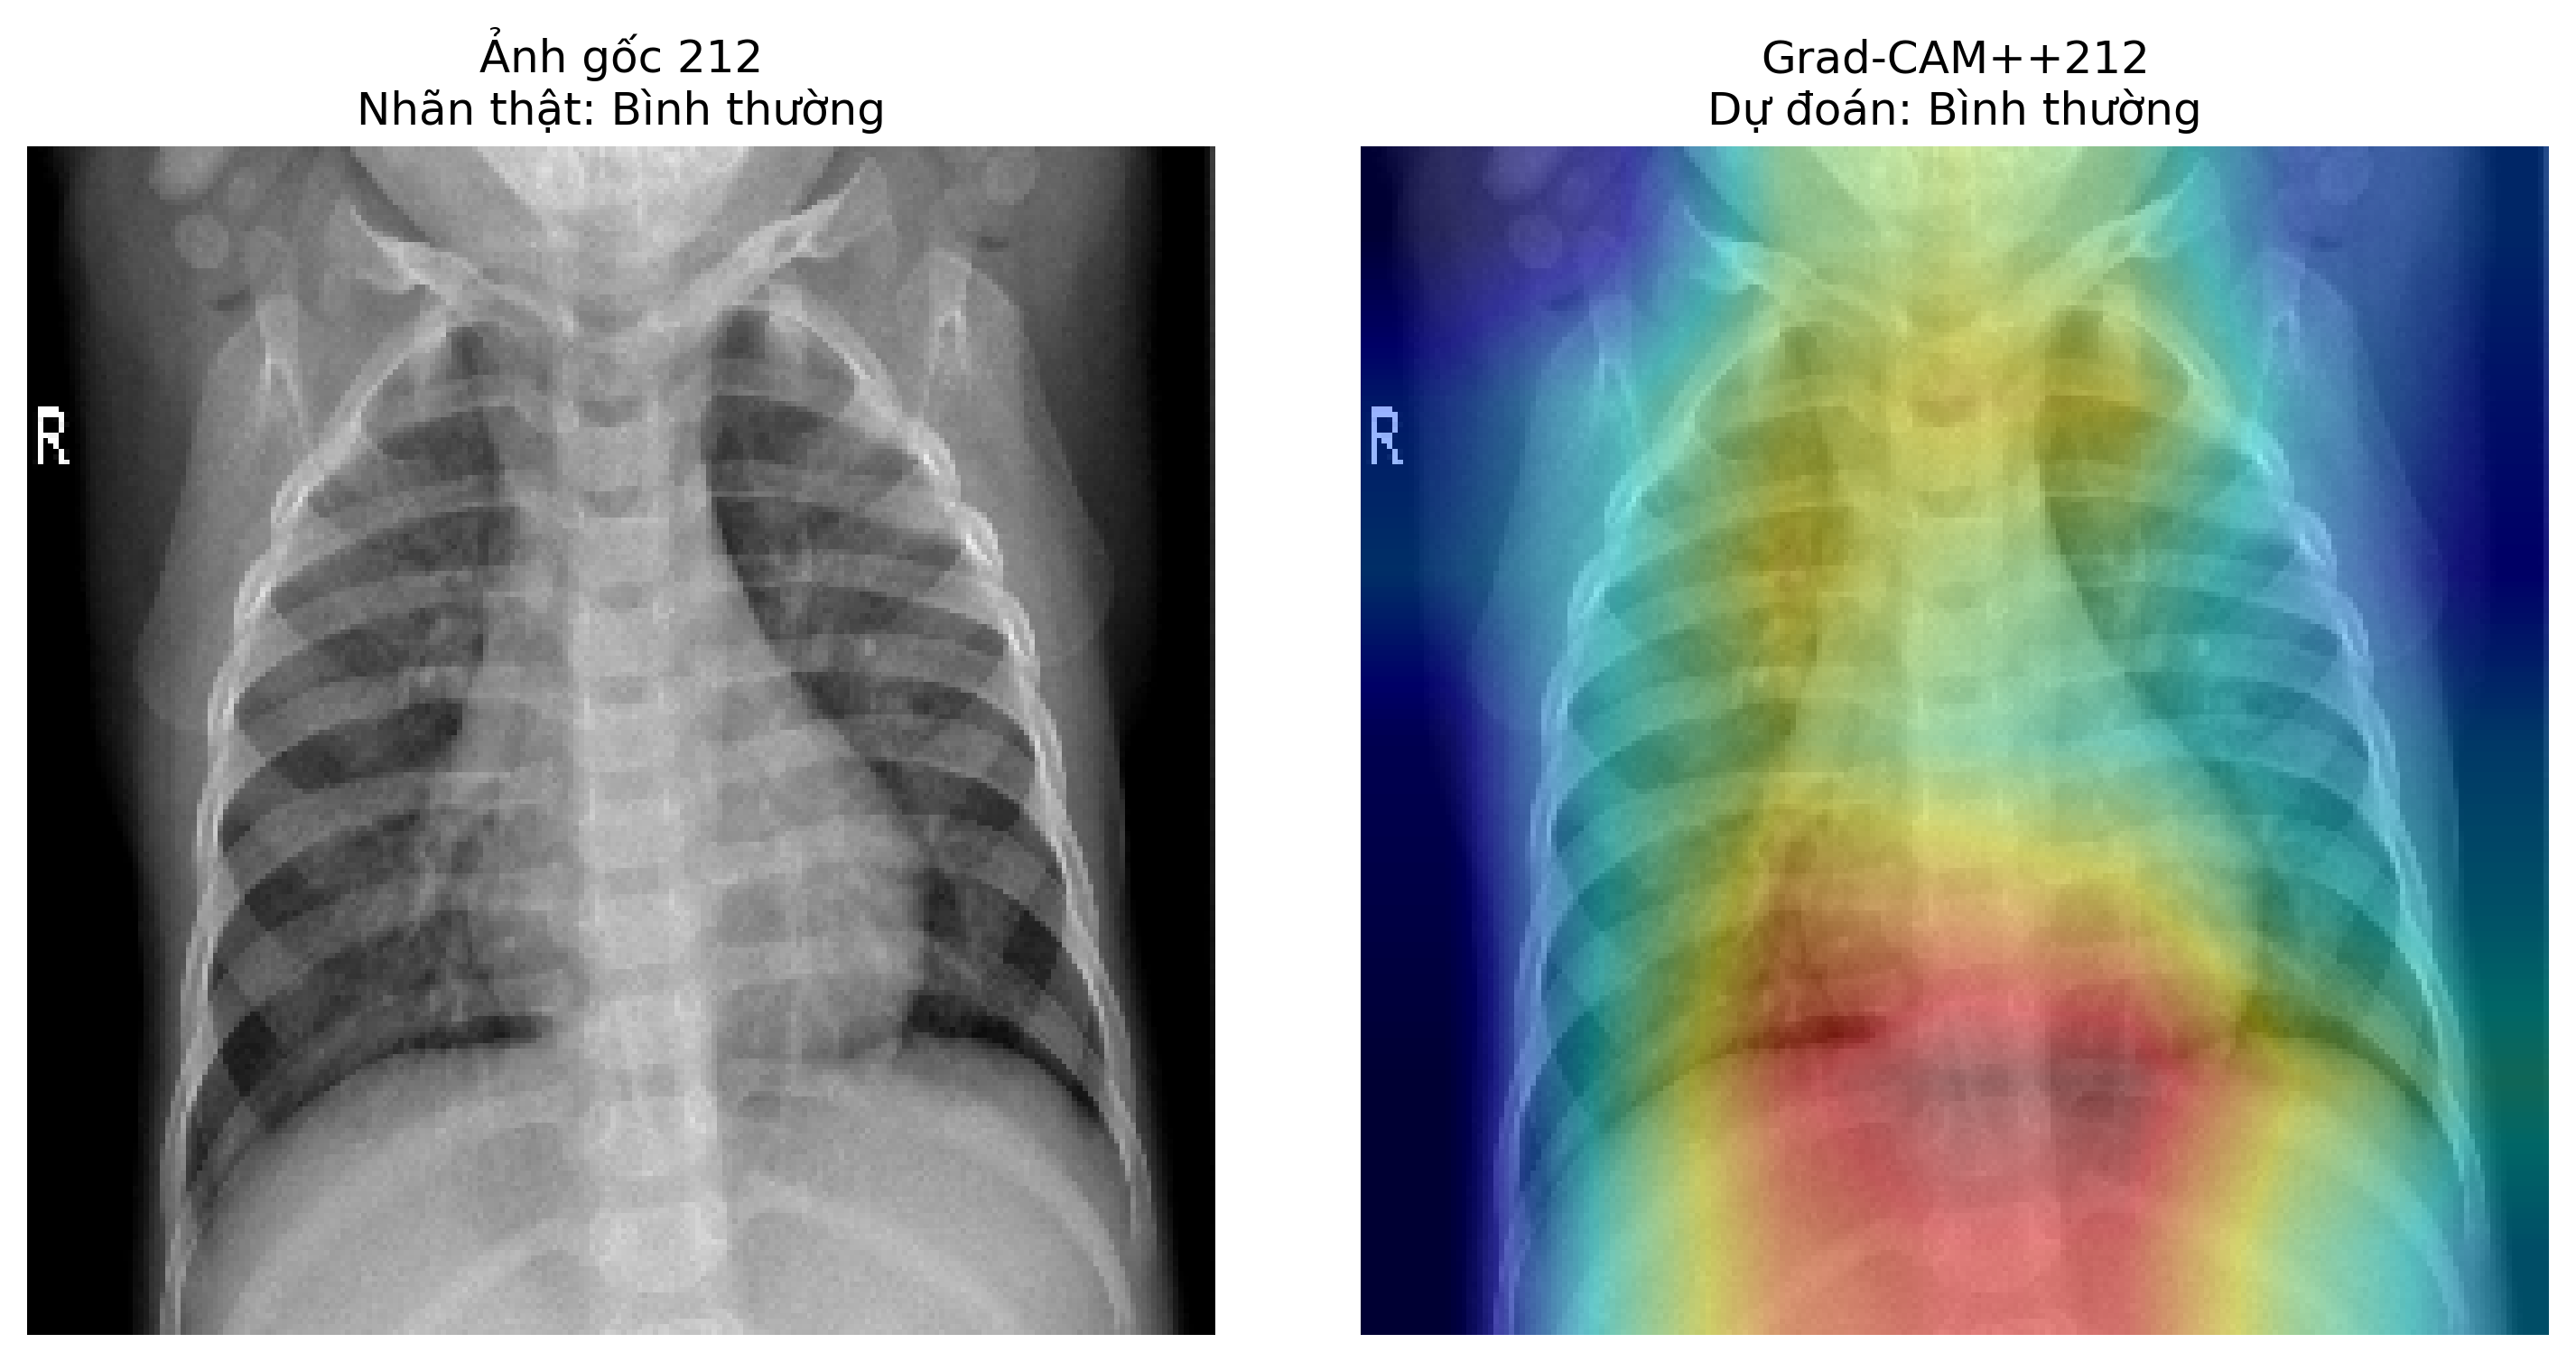 Ảnh gốc 212
Nhãn thật: Bình thường
Grad-CAM++212
Dự đoán: Bình thường
R
R